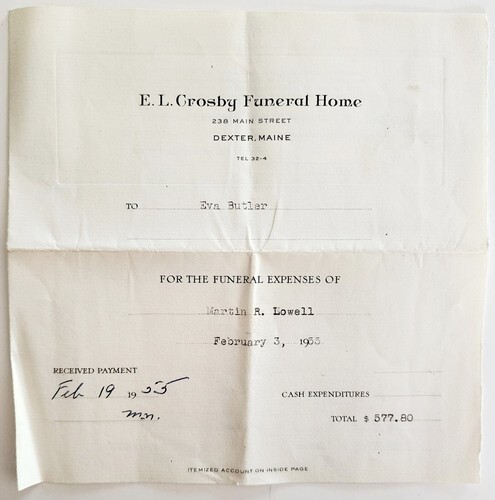 E. L. Crosby Funeral Home
238 MAIN STREET
DEXTER, MAINE
TEL 32-4
TO Eva Butler
FOR THE FUNERAL EXPENSES OF
Martin R. Lowell
February 3, 1955
RECEIVED PAYMENT
Feb 19 1955
CASH EXPENDITURES
TOTAL $ 577.80
ITEMIZED ACCOUNT ON INSIDE PAGE